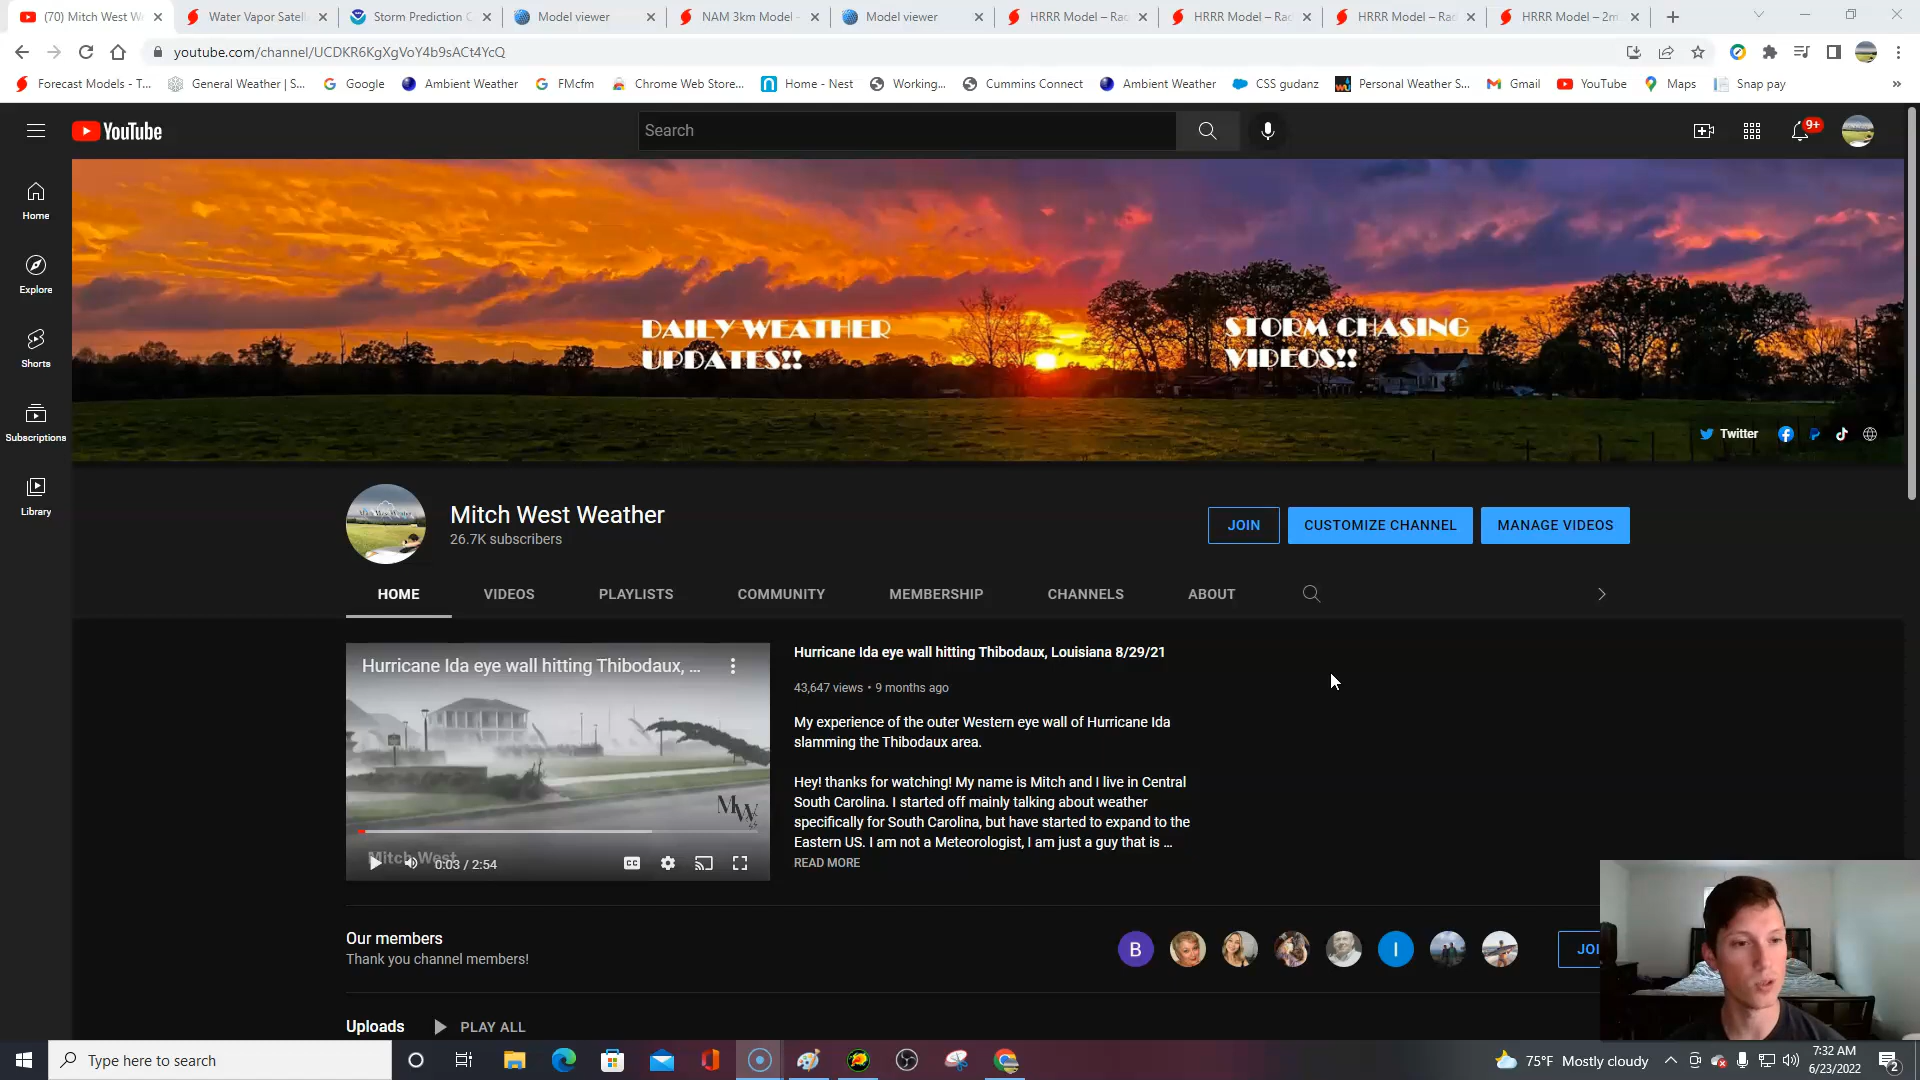 (70) Mitch West We
Water Vapor Satelli
Storm Prediction C
Model viewer
NAM 3km Model -
Model viewer
HRRR Model – Rad
HRRR Model – Rad
HRRR Model – Rad
HRRR Model – 2m
youtube.com/channel/UCDKR6KgXgVoY4b9sACt4YcQ
Forecast Models - T...
General Weather | S...
Google
Ambient Weather
FMcfm
Chrome Web Store...
Home - Nest
Working...
Cummins Connect
Ambient Weather
CSS gudanz
Personal Weather S...
Gmail
YouTube
Maps
Snap pay
»
YouTube
Search
9+
Home
Explore
Shorts
Subscriptions
Library
DAILY WEATHER
UPDATES!!
STORM CHASING
VIDEOS!!
Twitter
Mitch West Weather
26.7K subscribers
JOIN
CUSTOMIZE CHANNEL
MANAGE VIDEOS
HOME
VIDEOS
PLAYLISTS
COMMUNITY
MEMBERSHIP
CHANNELS
ABOUT
Hurricane Ida eye wall hitting Thibodaux, ...
MW
Mitch West
0:03 / 2:54
CC
Hurricane Ida eye wall hitting Thibodaux, Louisiana 8/29/21
43,647 views • 9 months ago
My experience of the outer Western eye wall of Hurricane Ida
slamming the Thibodaux area.
Hey! thanks for watching! My name is Mitch and I live in Central
South Carolina. I started off mainly talking about weather
specifically for South Carolina, but have started to expand to the
Eastern US. I am not a Meteorologist, I am just a guy that is ...
READ MORE
Our members
Thank you channel members!
B
I
JOI
Uploads
PLAY ALL
Type here to search
75°F Mostly cloudy
7:32 AM
6/23/2022
2